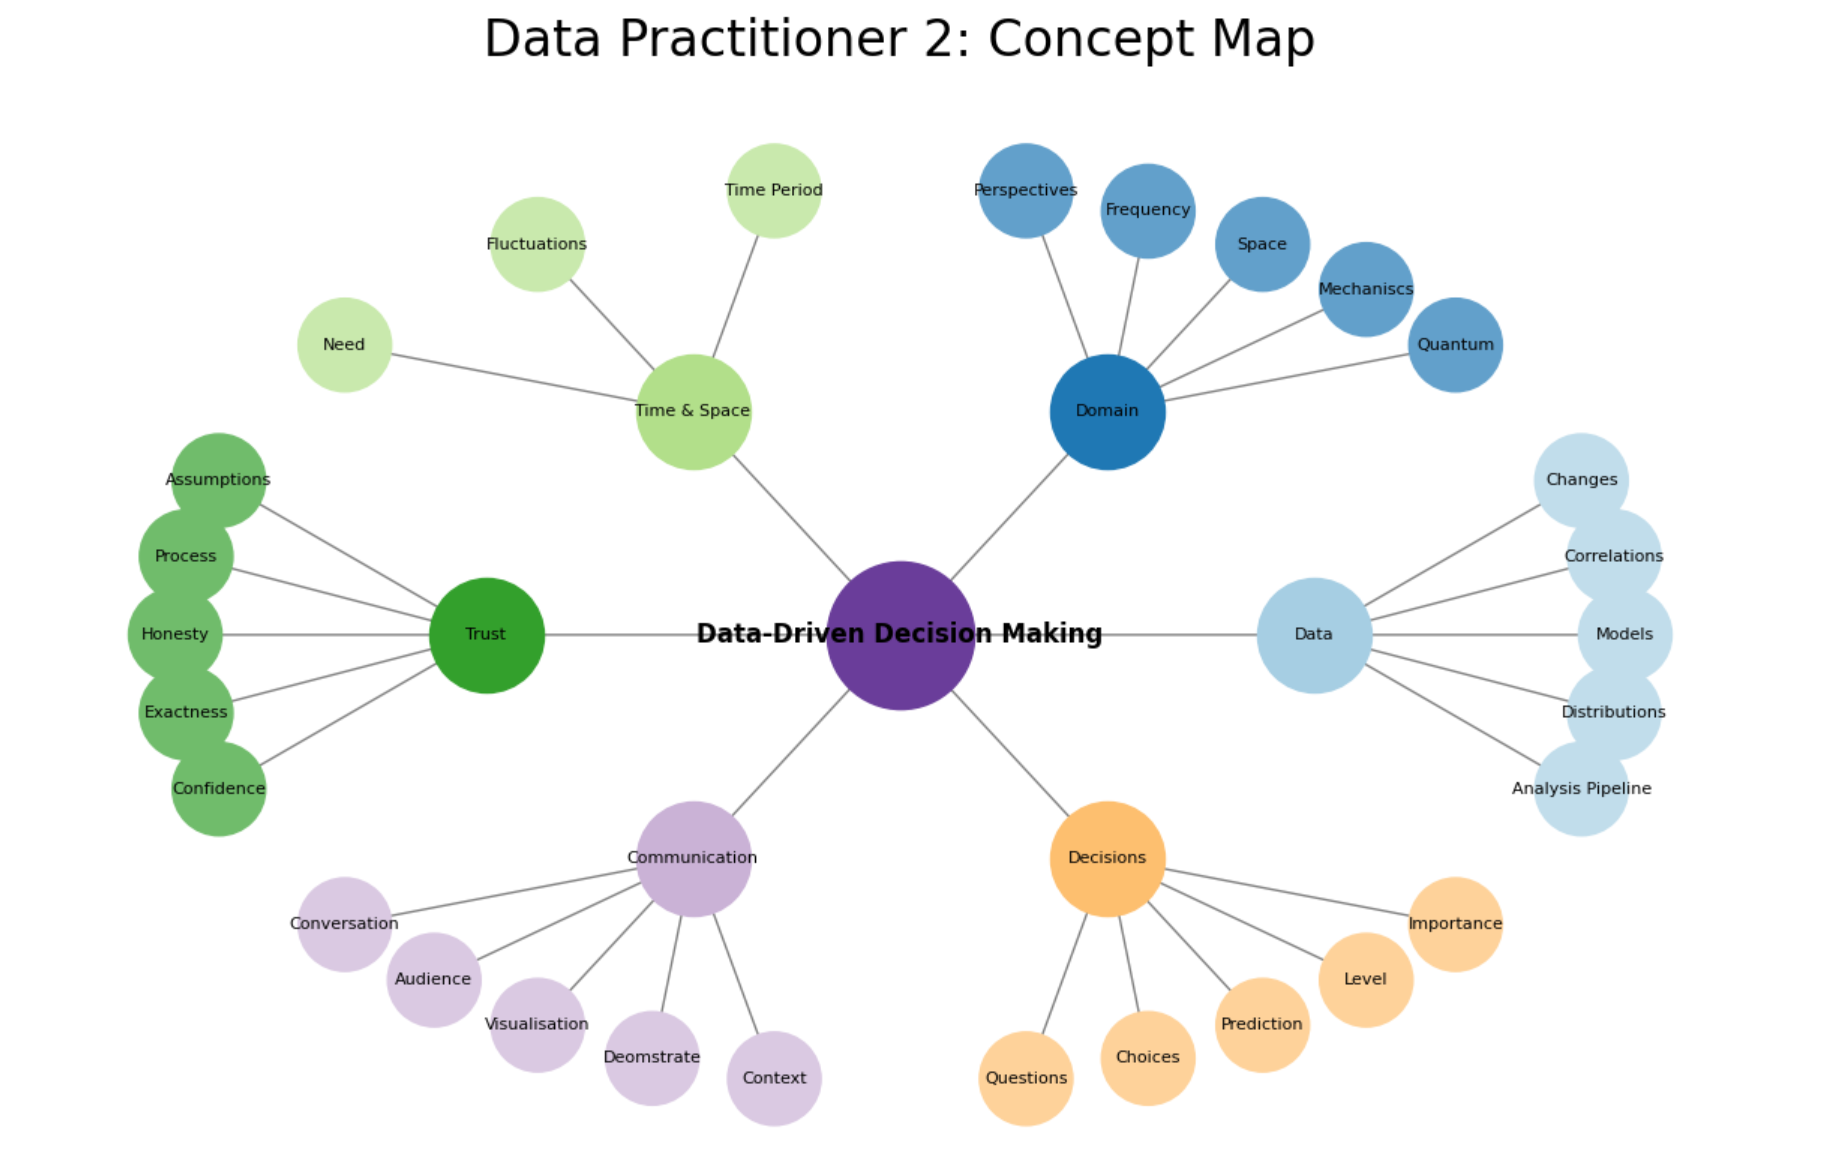 Data Practitioner 2: Concept Map
Time Period
Perspectives
Frequency
Fluctuations
Space
Mechaniscs
Need
Quantum
Time & Space
Domain
Assumptions
Changes
Process
Correlations
Honesty
Trust
Data-Driven Decision Making
Data
Models
Exactness
Distributions
Confidence
Analysis Pipeline
Communication
Decisions
Conversation
Importance
Audience
Level
Visualisation
Prediction
Deomstrate
Choices
Context
Questions